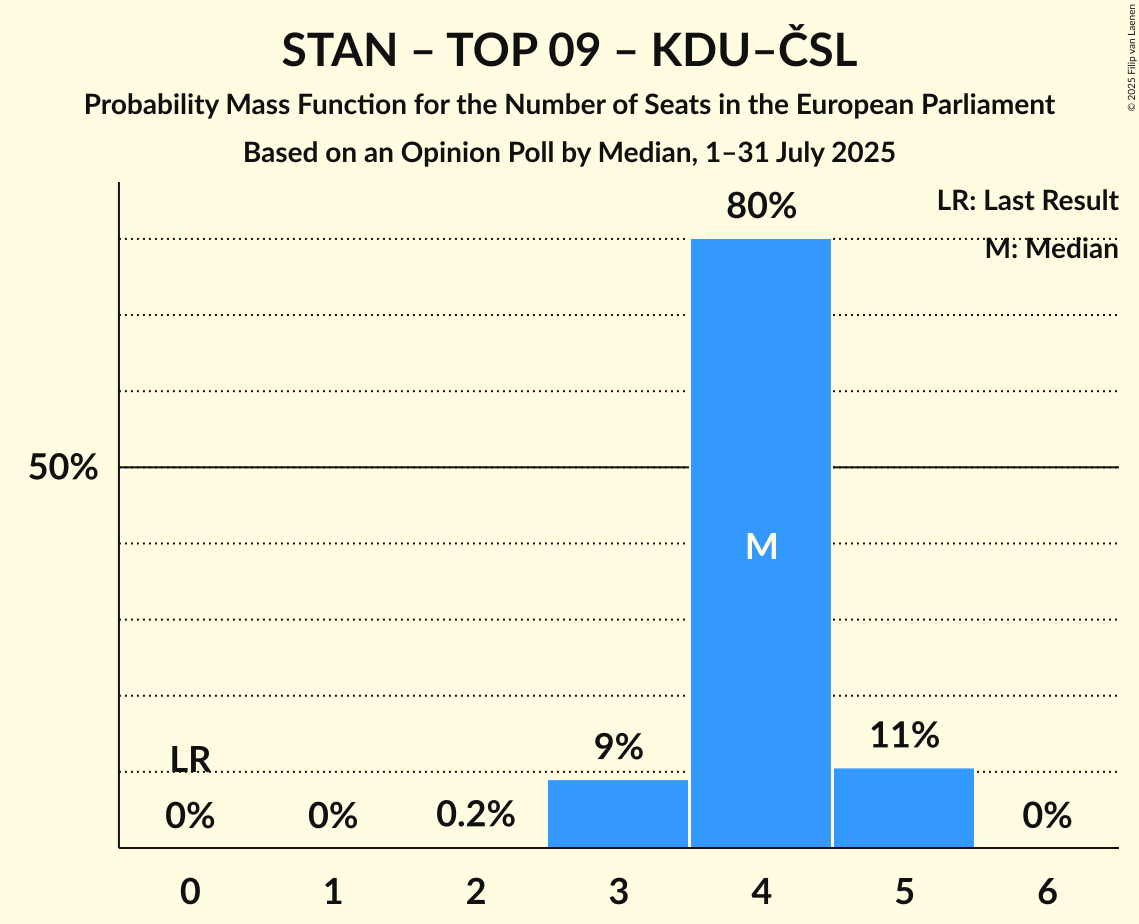 STAN – TOP 09 – KDU–ČSL
Probability Mass Function for the Number of Seats in the European Parliament
Based on an Opinion Poll by Median, 1–31 July 2025
© 2025 Filip van Laenen
LR: Last Result
M: Median
80%
50%
M
LR
0%
0%
0.2%
9%
11%
0%
0 1 2 3 4 5 6